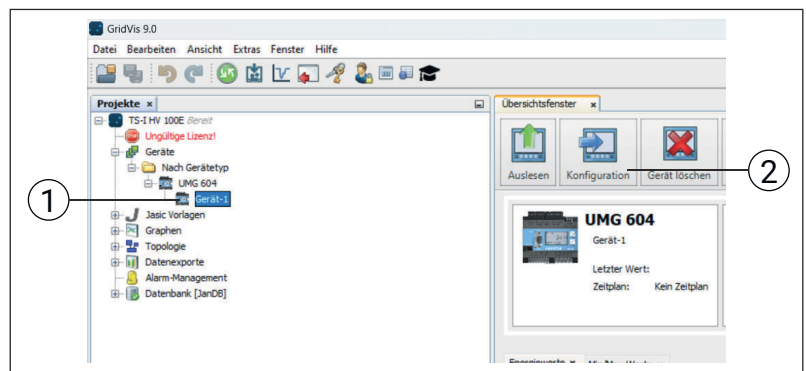 GridVis 9.0
Datei Bearbeiten Ansicht Extras Fenster Hilfe
Projekte
TS-I HV 100E Bereit
Ungültige Lizenz!
Geräte
Nach Gerätetyp
UMG 604
Gerät-1
Jasic Vorlagen
Graphen
Topologie
Datenexporte
Alarm-Management
Datenbank [JanDB]
1
Übersichtsfenster
Auslesen Konfiguration Gerät löschen
2
UMG 604
Gerät-1
Letzter Wert:
Zeitplan: Kein Zeitplan